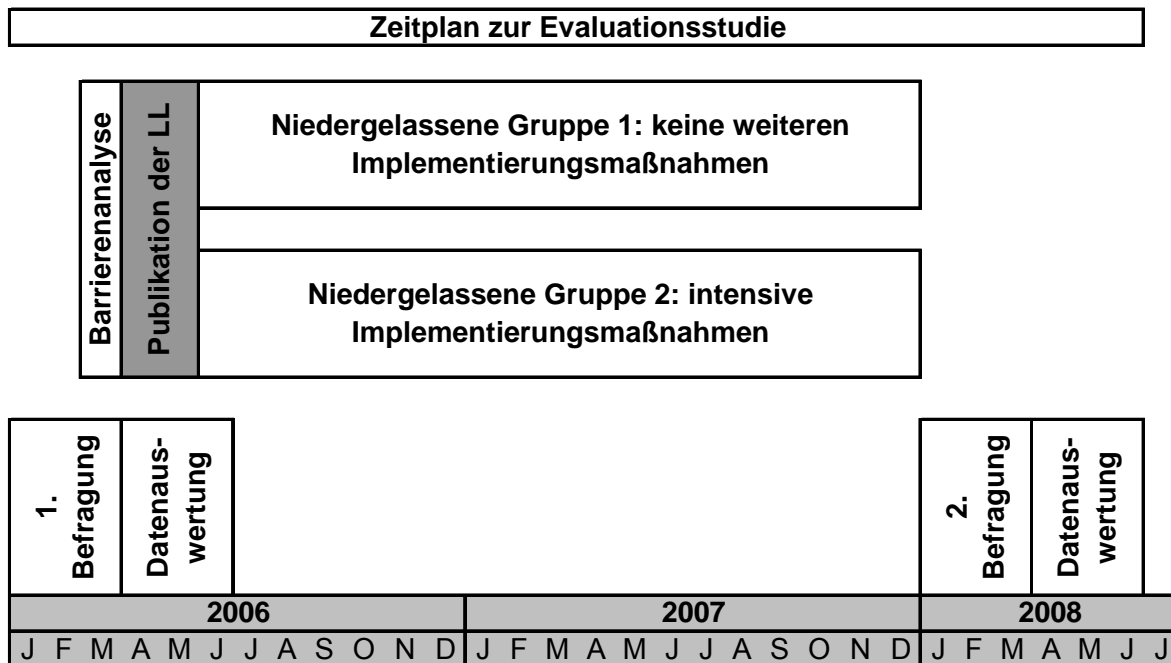 Zeitplan zur Evaluationsstudie
Barrierenanalyse
Publikation der LL
Niedergelassene Gruppe 1: keine weiteren
Implementierungsmaßnahmen
Niedergelassene Gruppe 2: intensive
Implementierungsmaßnahmen
1.
Befragung
Datenaus-
wertung
2.
Befragung
Datenaus-
wertung
2006 2007 2008
J F M A M J J A S O N D J F M A M J J A S O N D J F M A M J J